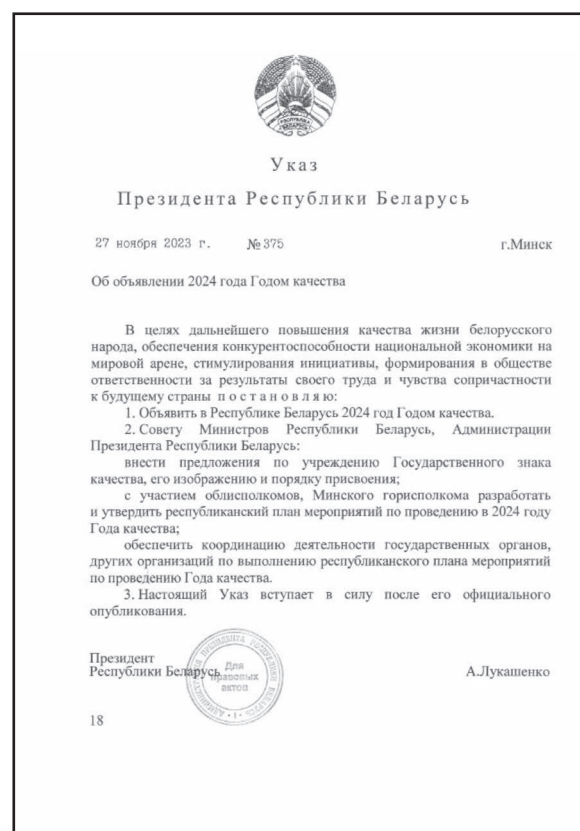 Указ
Президента Республики Беларусь
27 ноября 2023 г. № 375 г.Минск
Об объявлении 2024 года Годом качества
В целях дальнейшего повышения качества жизни белорусского
народа, обеспечения конкурентоспособности национальной экономики на
мировой арене, стимулирования инициативы, формирования в обществе
ответственности за результаты своего труда и чувства сопричастности
к будущему страны п о с т а н о в л я ю:
1. Объявить в Республике Беларусь 2024 год Годом качества.
2. Совету Министров Республики Беларусь, Администрации
Президента Республики Беларусь:
внести предложения по учреждению Государственного знака
качества, его изображению и порядку присвоения;
с участием облисполкомов, Минского горисполкома разработать
и утвердить республиканский план мероприятий по проведению в 2024 году
Года качества;
обеспечить координацию деятельности государственных органов,
других организаций по выполнению республиканского плана мероприятий
по проведению Года качества.
3. Настоящий Указ вступает в силу после его официального
опубликования.
Президент
Республики Беларусь А.Лукашенко
Для
правовых
актов
АДМИНИСТРАЦИЯ ПРЕЗИДЕНТА РЕСПУБЛИКИ БЕЛАРУСЬ
• 1 •
18